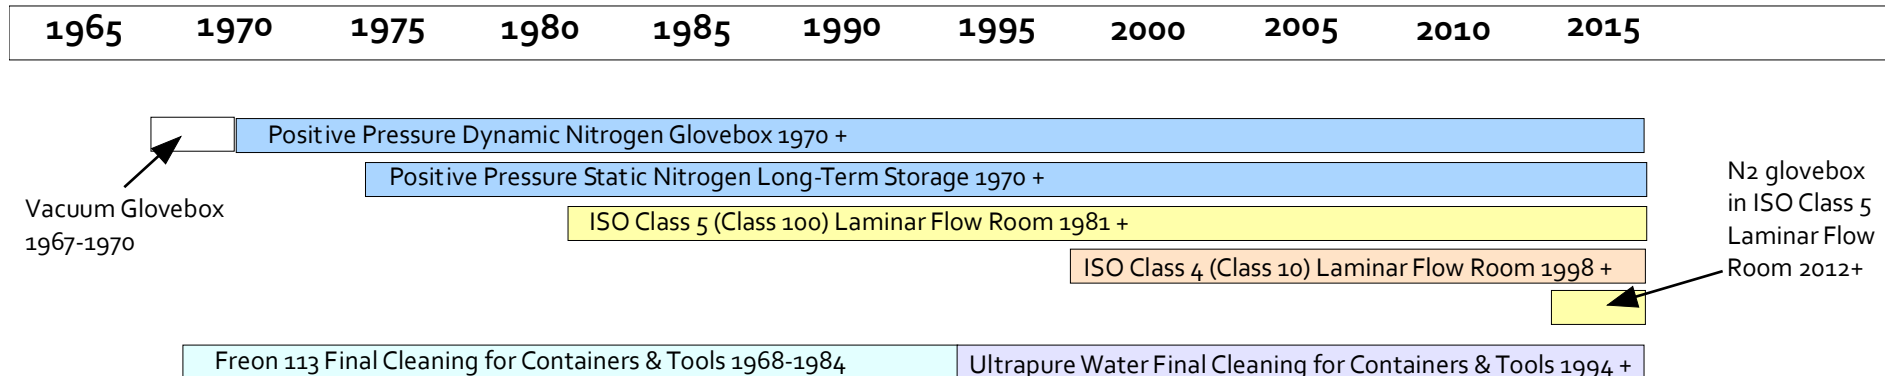 1965 1970 1975 1980 1985 1990 1995 2000 2005 2010 2015
Positive Pressure Dynamic Nitrogen Glovebox 1970 +
Positive Pressure Static Nitrogen Long-Term Storage 1970 +
Vacuum Glovebox
1967-1970
ISO Class 5 (Class 100) Laminar Flow Room 1981 +
ISO Class 4 (Class 10) Laminar Flow Room 1998 +
N2 glovebox
in ISO Class 5
Laminar Flow
Room 2012+
Freon 113 Final Cleaning for Containers & Tools 1968-1984
Ultrapure Water Final Cleaning for Containers & Tools 1994 +